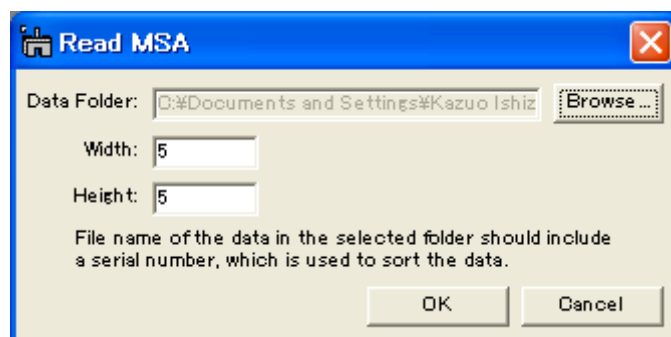 Read MSA
Data Folder: C:¥Documents and Settings¥Kazuo Ishiz Browse...
Width: 5
Height: 5
File name of the data in the selected folder should include
a serial number, which is used to sort the data.
OK Cancel